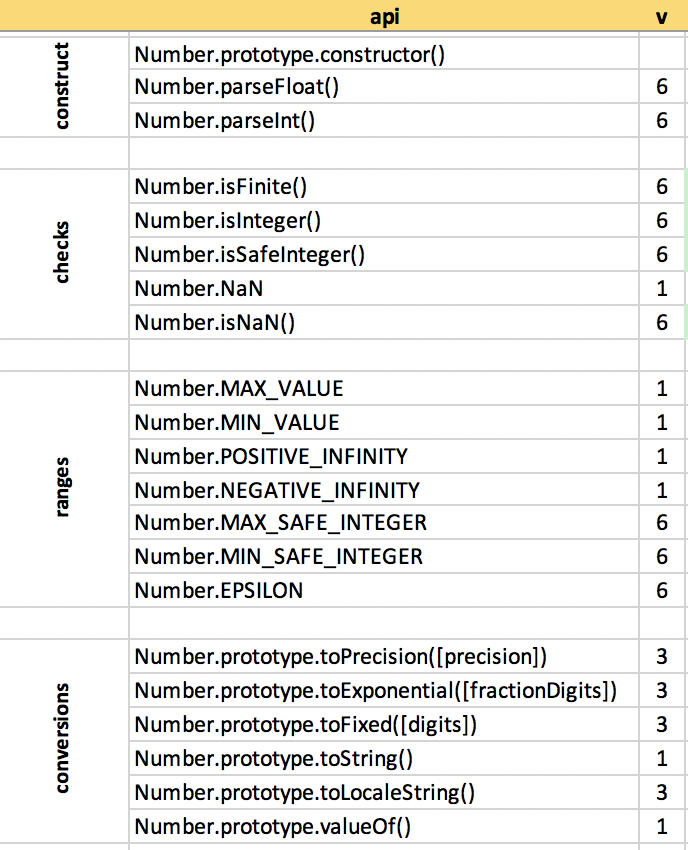 api v
construct
Number.prototype.constructor()
Number.parseFloat() 6
Number.parseInt() 6
checks
Number.isFinite() 6
Number.isInteger() 6
Number.isSafeInteger() 6
Number.NaN 1
Number.isNaN() 6
ranges
Number.MAX_VALUE 1
Number.MIN_VALUE 1
Number.POSITIVE_INFINITY 1
Number.NEGATIVE_INFINITY 1
Number.MAX_SAFE_INTEGER 6
Number.MIN_SAFE_INTEGER 6
Number.EPSILON 6
conversions
Number.prototype.toPrecision([precision]) 3
Number.prototype.toExponential([fractionDigits]) 3
Number.prototype.toFixed([digits]) 3
Number.prototype.toString() 1
Number.prototype.toLocaleString() 3
Number.prototype.valueOf() 1